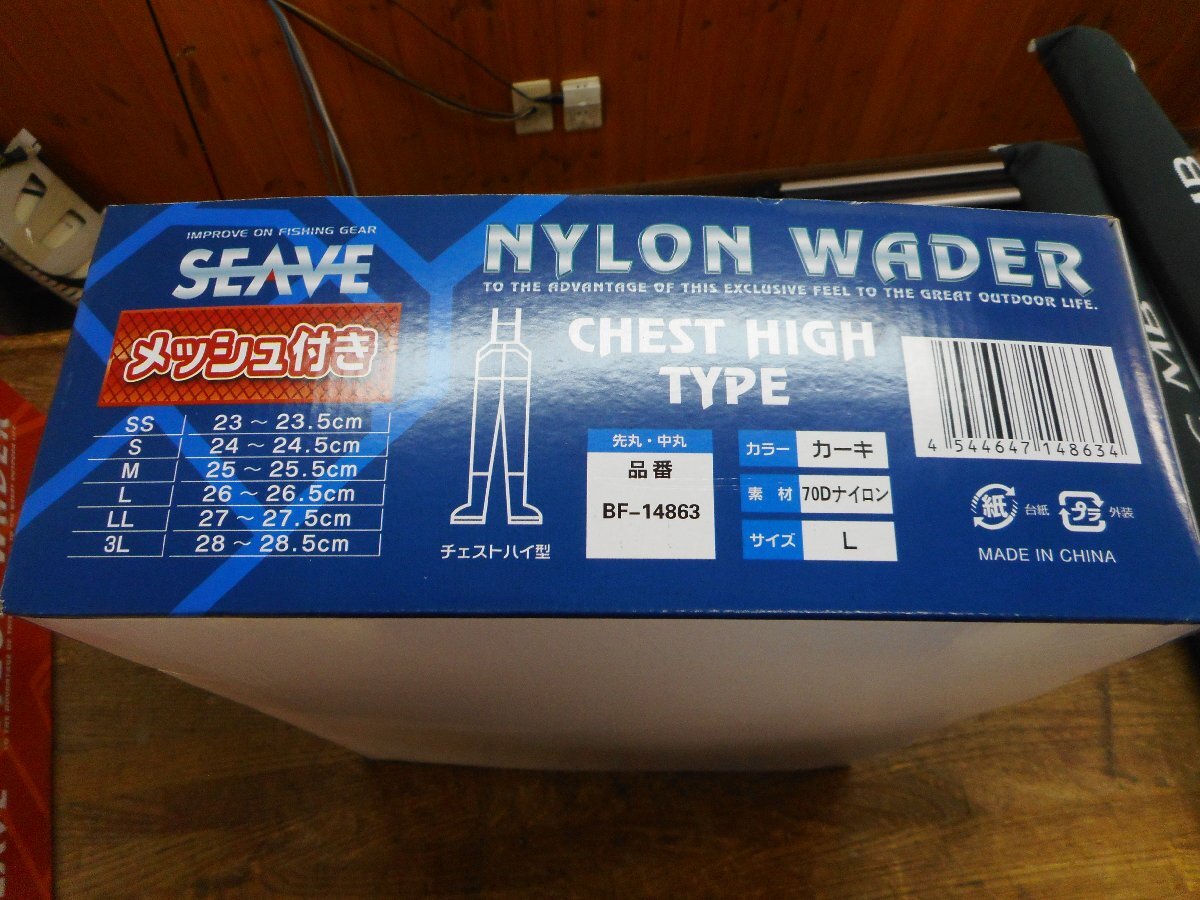 IMPROVE ON FISHING GEAR
SEAVE
メッシュ付き
SS 23～23.5cm
S 24～24.5cm
M 25～25.5cm
L 26～26.5cm
LL 27～27.5cm
3L 28～28.5cm
NYLON WADER
TO THE ADVANTAGE OF THIS EXCLUSIVE FEEL TO THE GREAT OUTDOOR LIFE.
CHEST HIGH
TYPE
チェストハイ型
先丸・中丸
品番
BF-14863
カラー カーキ
素材 70Dナイロン
サイズ L
4 544647 148634
紙 台紙 プラ 外装
MADE IN CHINA